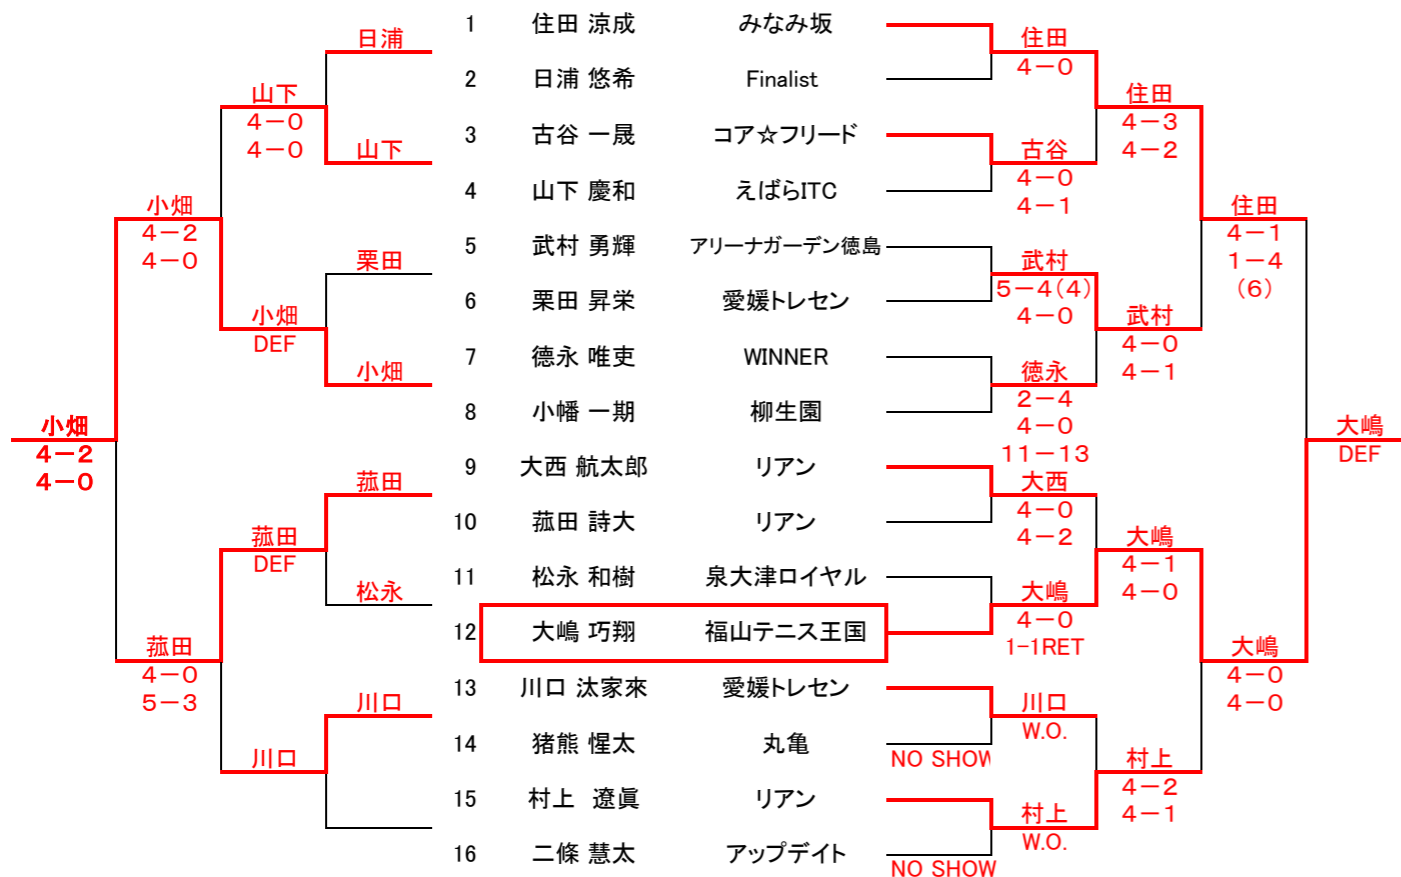 1 住田 涼成 みなみ坂
2 日浦 悠希 Finalist
3 古谷 一晟 コア☆フリード
4 山下 慶和 えばらITC
5 武村 勇輝 アリーナガーデン徳島
6 栗田 昇栄 愛媛トレセン
7 德永 唯吏 WINNER
8 小幡 一期 柳生園
9 大西 航太郎 リアン
10 菰田 詩大 リアン
11 松永 和樹 泉大津ロイヤル
12 大嶋 巧翔 福山テニス王国
13 川口 汰家來 愛媛トレセン
14 猪熊 惺太 丸亀
15 村上　遼眞 リアン
16 二條 慧太 アップデイト
日浦
山下
栗田
小畑
菰田
松永
川口
山下
4－0
4－0
小畑
DEF
菰田
DEF
川口
小畑
4－2
4－0
菰田
4－0
5－3
小畑
4－2
4－0
住田
4－0
古谷
4－0
4－1
武村
5－4(4)
4－0
徳永
2－4
4－0
11－13
大西
4－0
4－2
大嶋
4－0
1-1RET
川口
W.O.
NO SHOW
村上
W.O.
NO SHOW
住田
4－3
4－2
武村
4－0
4－1
大嶋
4－1
4－0
村上
4－2
4－1
住田
4－1
1－4
(6)
大嶋
4－0
4－0
大嶋
DEF